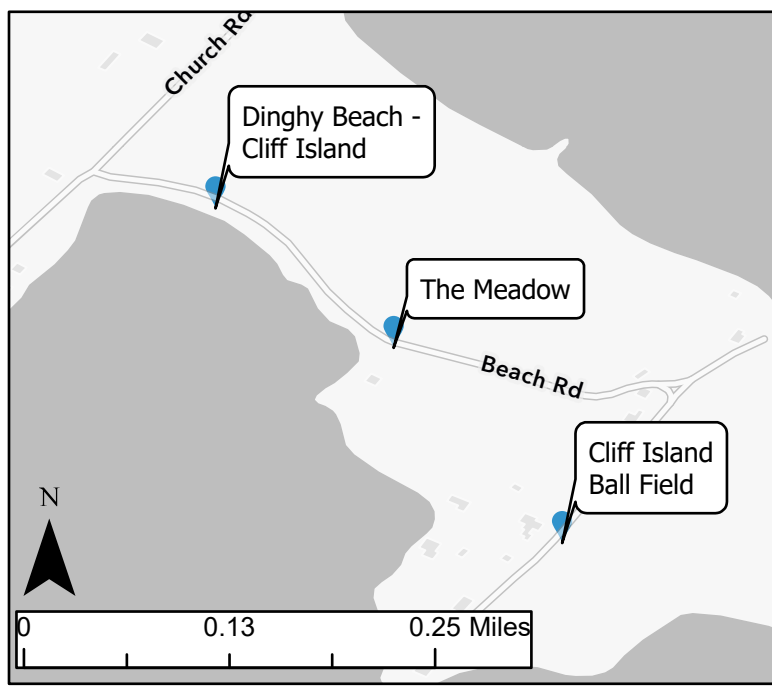 Church Rd
Dinghy Beach -
Cliff Island
The Meadow
Beach Rd
Cliff Island
Ball Field
N
0 0.13 0.25 Miles